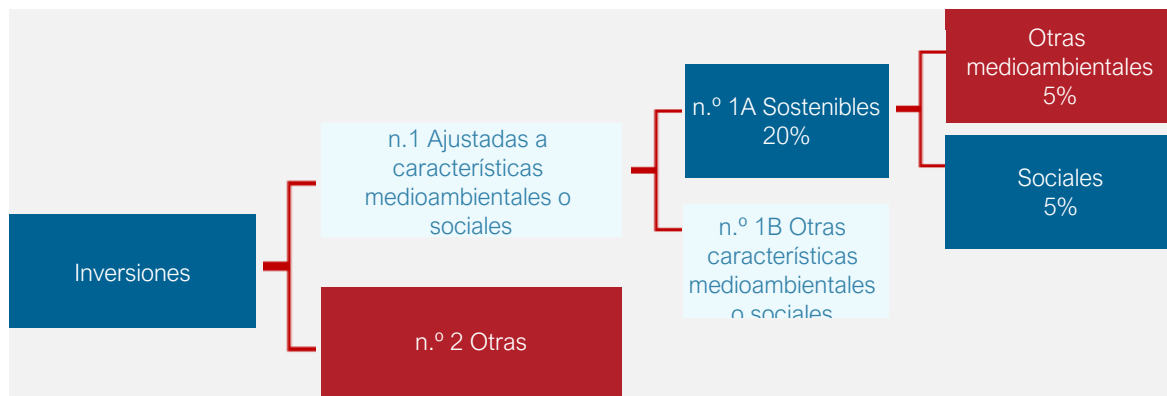 Inversiones
n.1 Ajustadas a
características
medioambientales o
sociales
n.º 2 Otras
n.º 1A Sostenibles
20%
n.º 1B Otras
características
medioambientales
o sociales
Otras
medioambientales
5%
Sociales
5%